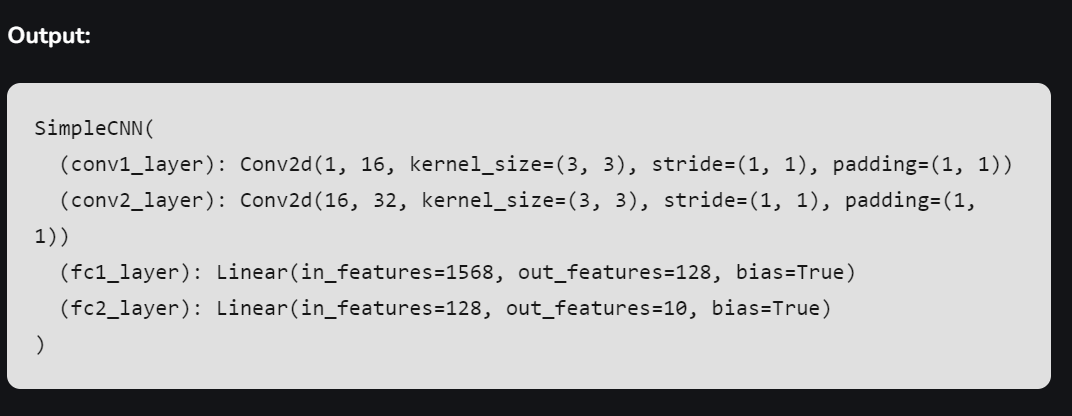 Output:
SimpleCNN(
  (conv1_layer): Conv2d(1, 16, kernel_size=(3, 3), stride=(1, 1), padding=(1, 1))
  (conv2_layer): Conv2d(16, 32, kernel_size=(3, 3), stride=(1, 1), padding=(1,
1))
  (fc1_layer): Linear(in_features=1568, out_features=128, bias=True)
  (fc2_layer): Linear(in_features=128, out_features=10, bias=True)
)